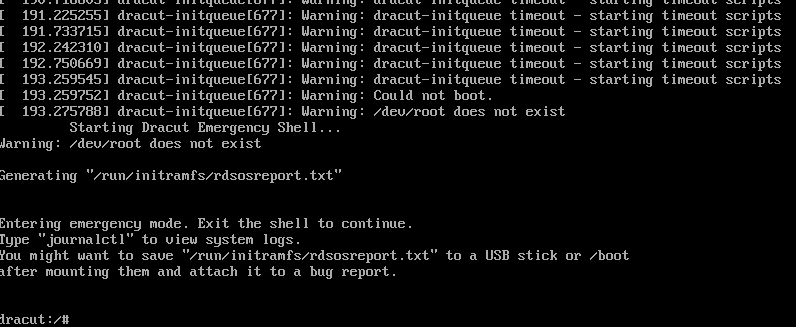 [  190.718805] dracut-initqueue[677]: Warning: dracut-initqueue timeout - starting timeout scripts
[  191.225255] dracut-initqueue[677]: Warning: dracut-initqueue timeout - starting timeout scripts
[  191.733715] dracut-initqueue[677]: Warning: dracut-initqueue timeout - starting timeout scripts
[  192.242310] dracut-initqueue[677]: Warning: dracut-initqueue timeout - starting timeout scripts
[  192.750669] dracut-initqueue[677]: Warning: dracut-initqueue timeout - starting timeout scripts
[  193.259545] dracut-initqueue[677]: Warning: dracut-initqueue timeout - starting timeout scripts
[  193.259752] dracut-initqueue[677]: Warning: Could not boot.
[  193.275788] dracut-initqueue[677]: Warning: /dev/root does not exist
Starting Dracut Emergency Shell...
Warning: /dev/root does not exist
Generating "/run/initramfs/rdsosreport.txt"
Entering emergency mode. Exit the shell to continue.
Type "journalctl" to view system logs.
You might want to save "/run/initramfs/rdsosreport.txt" to a USB stick or /boot
after mounting them and attach it to a bug report.
dracut:/#